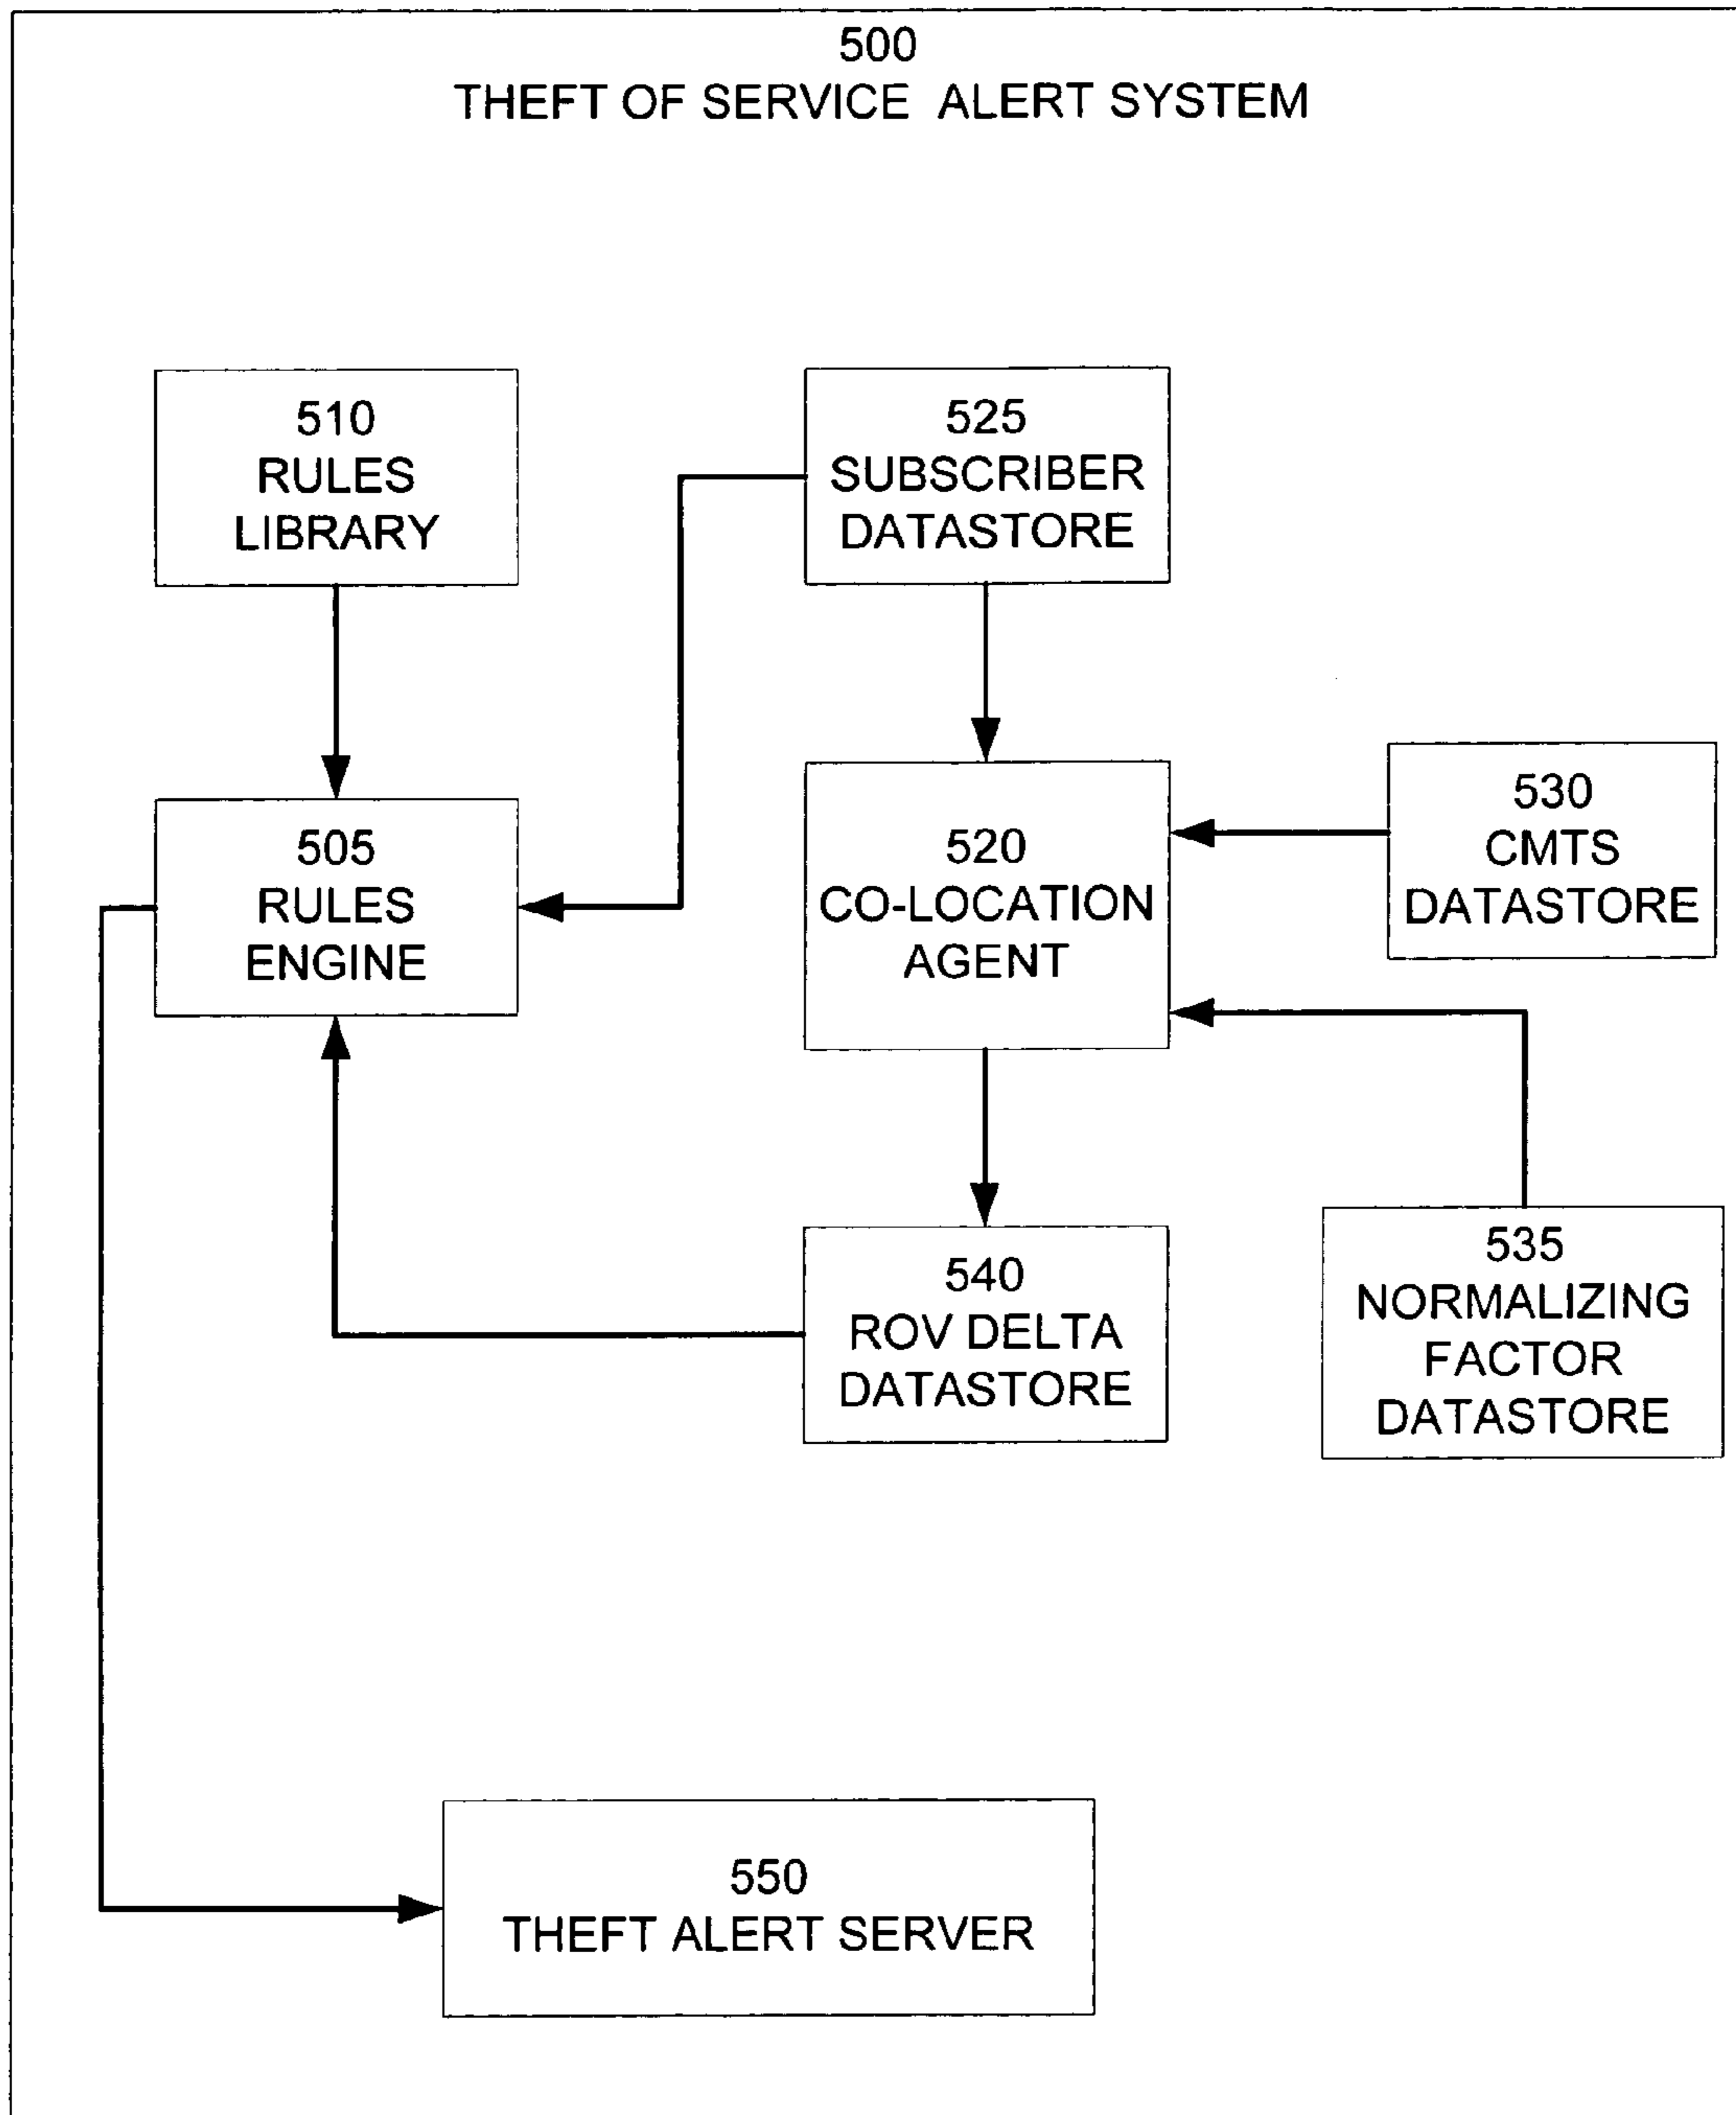 500
THEFT OF SERVICE ALERT SYSTEM
510
RULES
LIBRARY
525
SUBSCRIBER
DATASTORE
505
RULES
ENGINE
520
CO-LOCATION
AGENT
530
CMTS
DATASTORE
540
ROV DELTA
DATASTORE
535
NORMALIZING
FACTOR
DATASTORE
550
THEFT ALERT SERVER